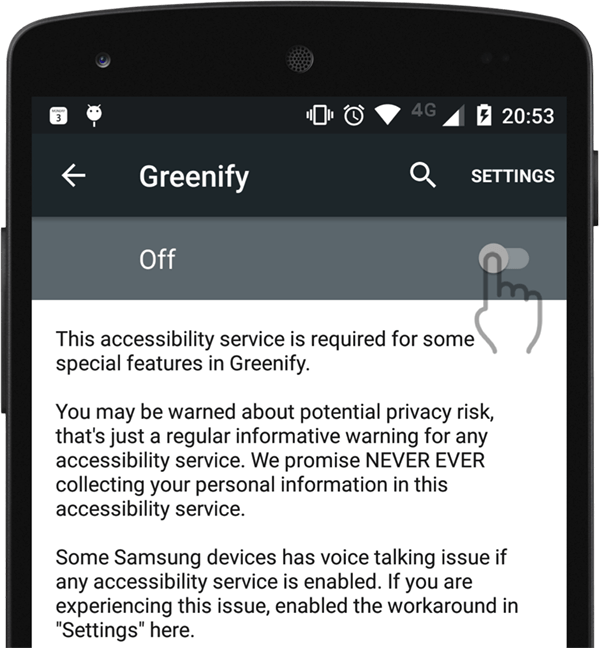 3
4G
20:53
Greenify
SETTINGS
Off
This accessibility service is required for some
special features in Greenify.
You may be warned about potential privacy risk,
that's just a regular informative warning for any
accessibility service. We promise NEVER EVER
collecting your personal information in this
accessibility service.
Some Samsung devices has voice talking issue if
any accessibility service is enabled. If you are
experiencing this issue, enabled the workaround in
"Settings" here.